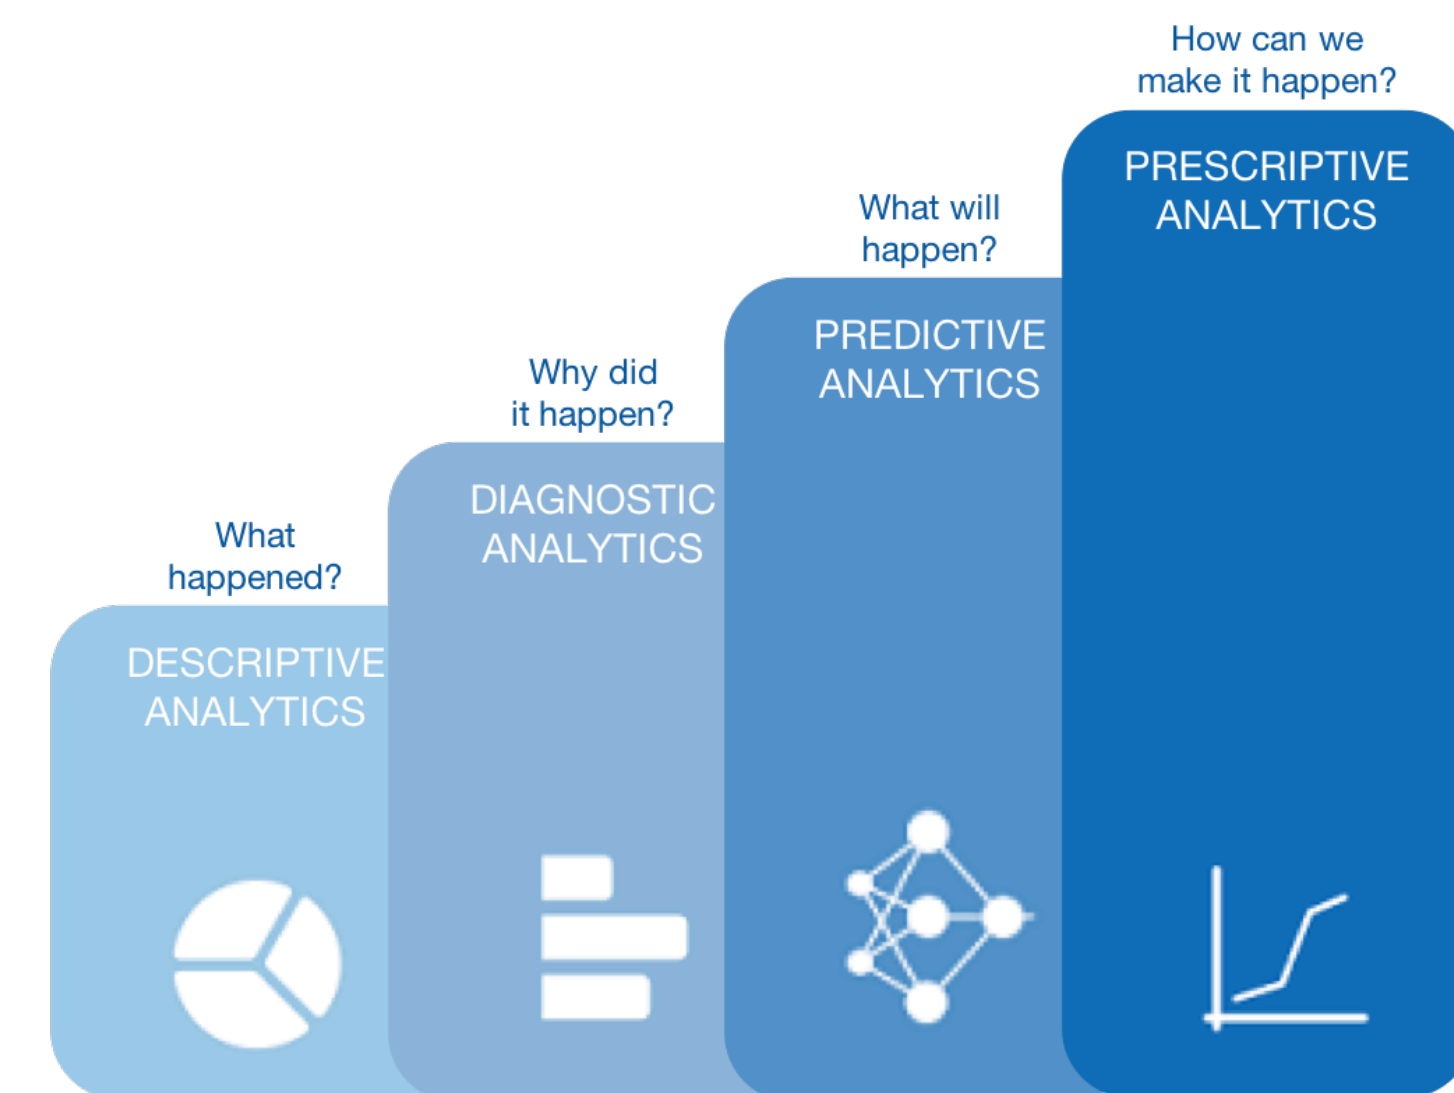 What
happened?
DESCRIPTIVE
ANALYTICS
Why did
it happen?
DIAGNOSTIC
ANALYTICS
What will
happen?
PREDICTIVE
ANALYTICS
How can we
make it happen?
PRESCRIPTIVE
ANALYTICS